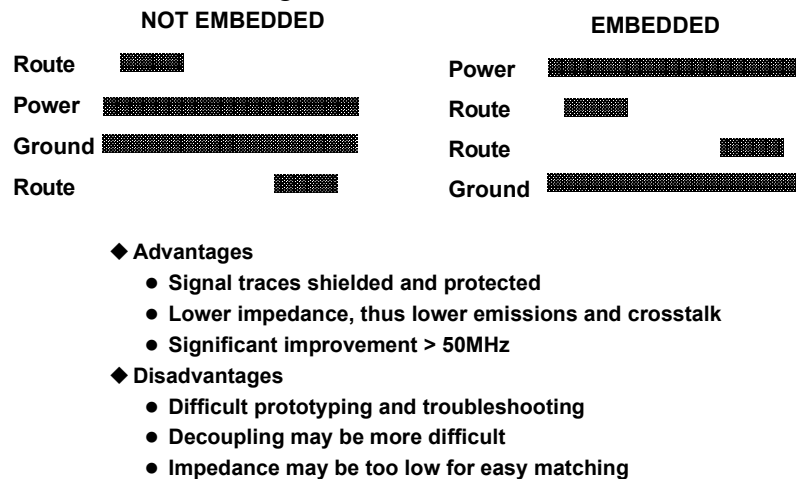 NOT EMBEDDED
EMBEDDED
Route
Power
Ground
Route
Power
Route
Route
Ground
◆ Advantages
● Signal traces shielded and protected
● Lower impedance, thus lower emissions and crosstalk
● Significant improvement > 50MHz
◆ Disadvantages
● Difficult prototyping and troubleshooting
● Decoupling may be more difficult
● Impedance may be too low for easy matching